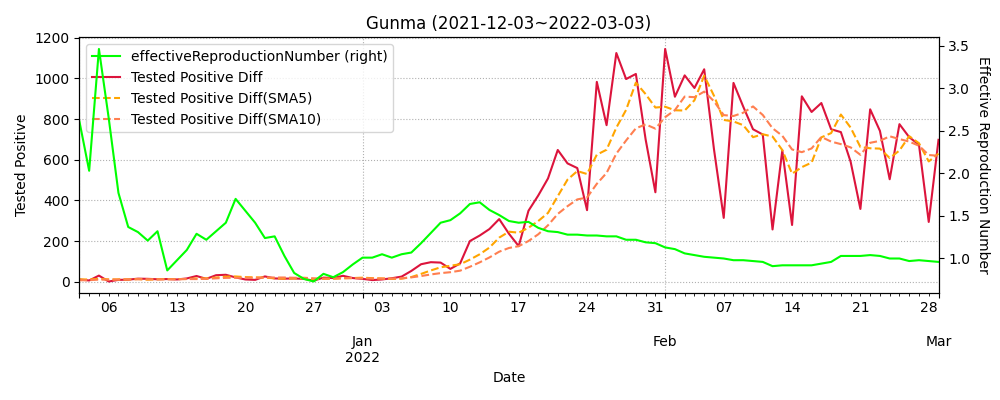 Gunma (2021-12-03~2022-03-03)
effectiveReproductionNumber (right)
Tested Positive Diff
Tested Positive Diff(SMA5)
Tested Positive Diff(SMA10)
Tested Positive
1200
1000
800
600
400
200
0
Effective Reproduction Number
3.5
3.0
2.5
2.0
1.5
1.0
06 13 20 27 03 10 17 24 31 07 14 21 28
Jan Feb Mar
2022
Date